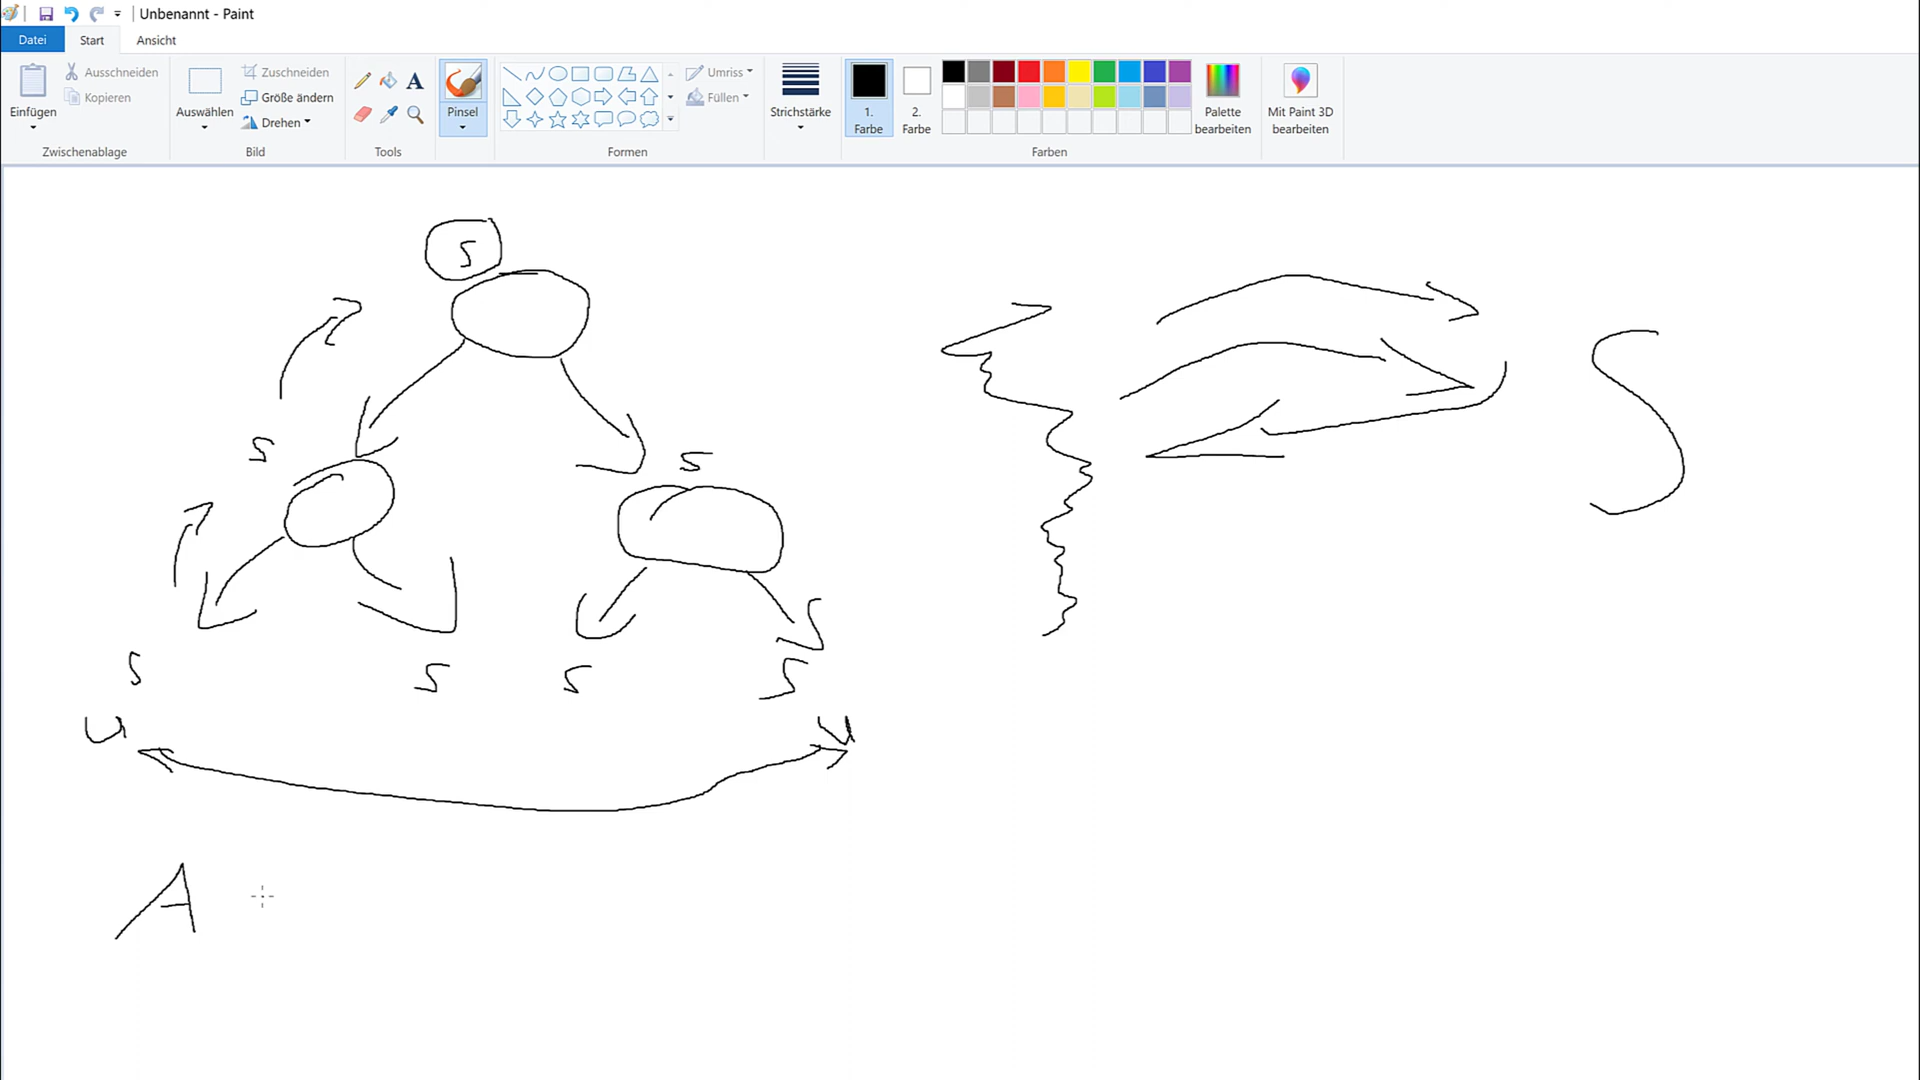 Unbenannt - Paint
Datei Start Ansicht
Einfügen
Ausschneiden
Kopieren
Zwischenablage
Auswählen
Zuschneiden
Größe ändern
Drehen
Bild
A
Tools
Pinsel
Formen
Umriss
Füllen
Strichstärke
1.
Farbe
2.
Farbe
Palette
bearbeiten
Farben
Mit Paint 3D
bearbeiten
S
S
S
S S S S
u u
S
A